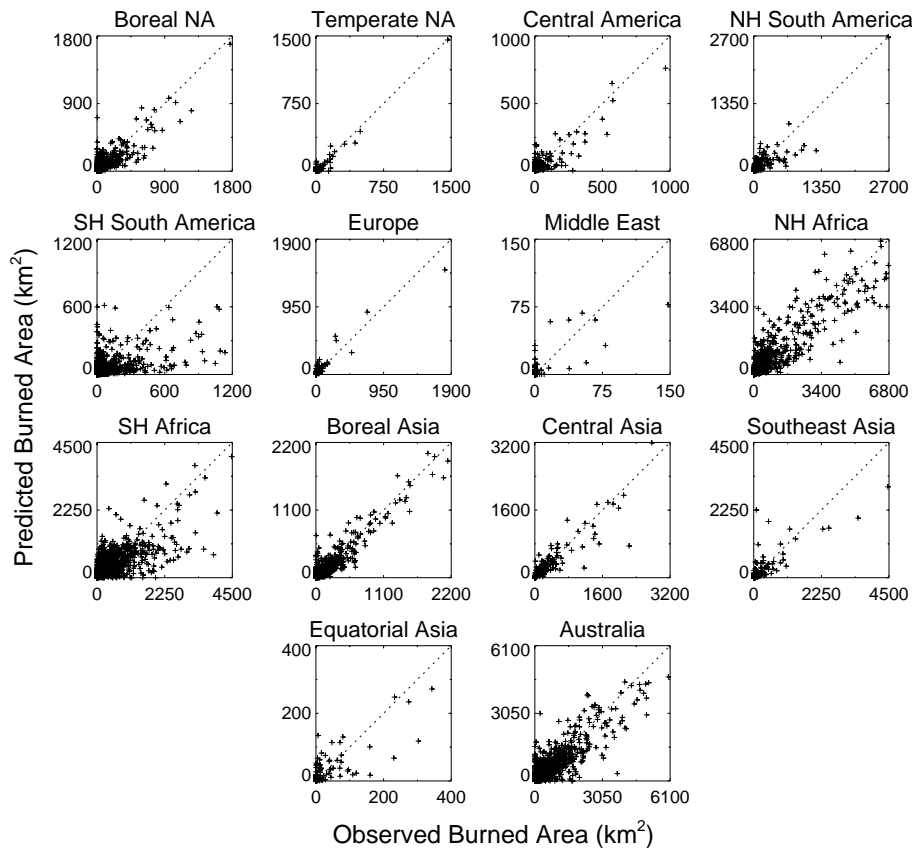 Boreal NA
Temperate NA
Central America
NH South America
1800
900
0
0 900 1800
1500
750
0
0 750 1500
1000
500
0
0 500 1000
2700
1350
0
0 1350 2700
SH South America
Europe
Middle East
NH Africa
1200
600
0
0 600 1200
1900
950
0
0 950 1900
150
75
0
0 75 150
6800
3400
0
0 3400 6800
SH Africa
Boreal Asia
Central Asia
Southeast Asia
4500
2250
0
0 2250 4500
2200
1100
0
0 1100 2200
3200
1600
0
0 1600 3200
4500
2250
0
0 2250 4500
Equatorial Asia
Australia
400
200
0
0 200 400
6100
3050
0
0 3050 6100
Predicted Burned Area (km²)
Observed Burned Area (km²)